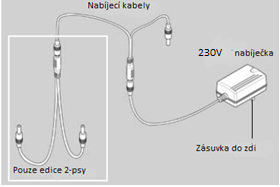 Nabíjecí kabely
230V nabíječka
Zásuvka do zdi
Pouze edice 2-psy